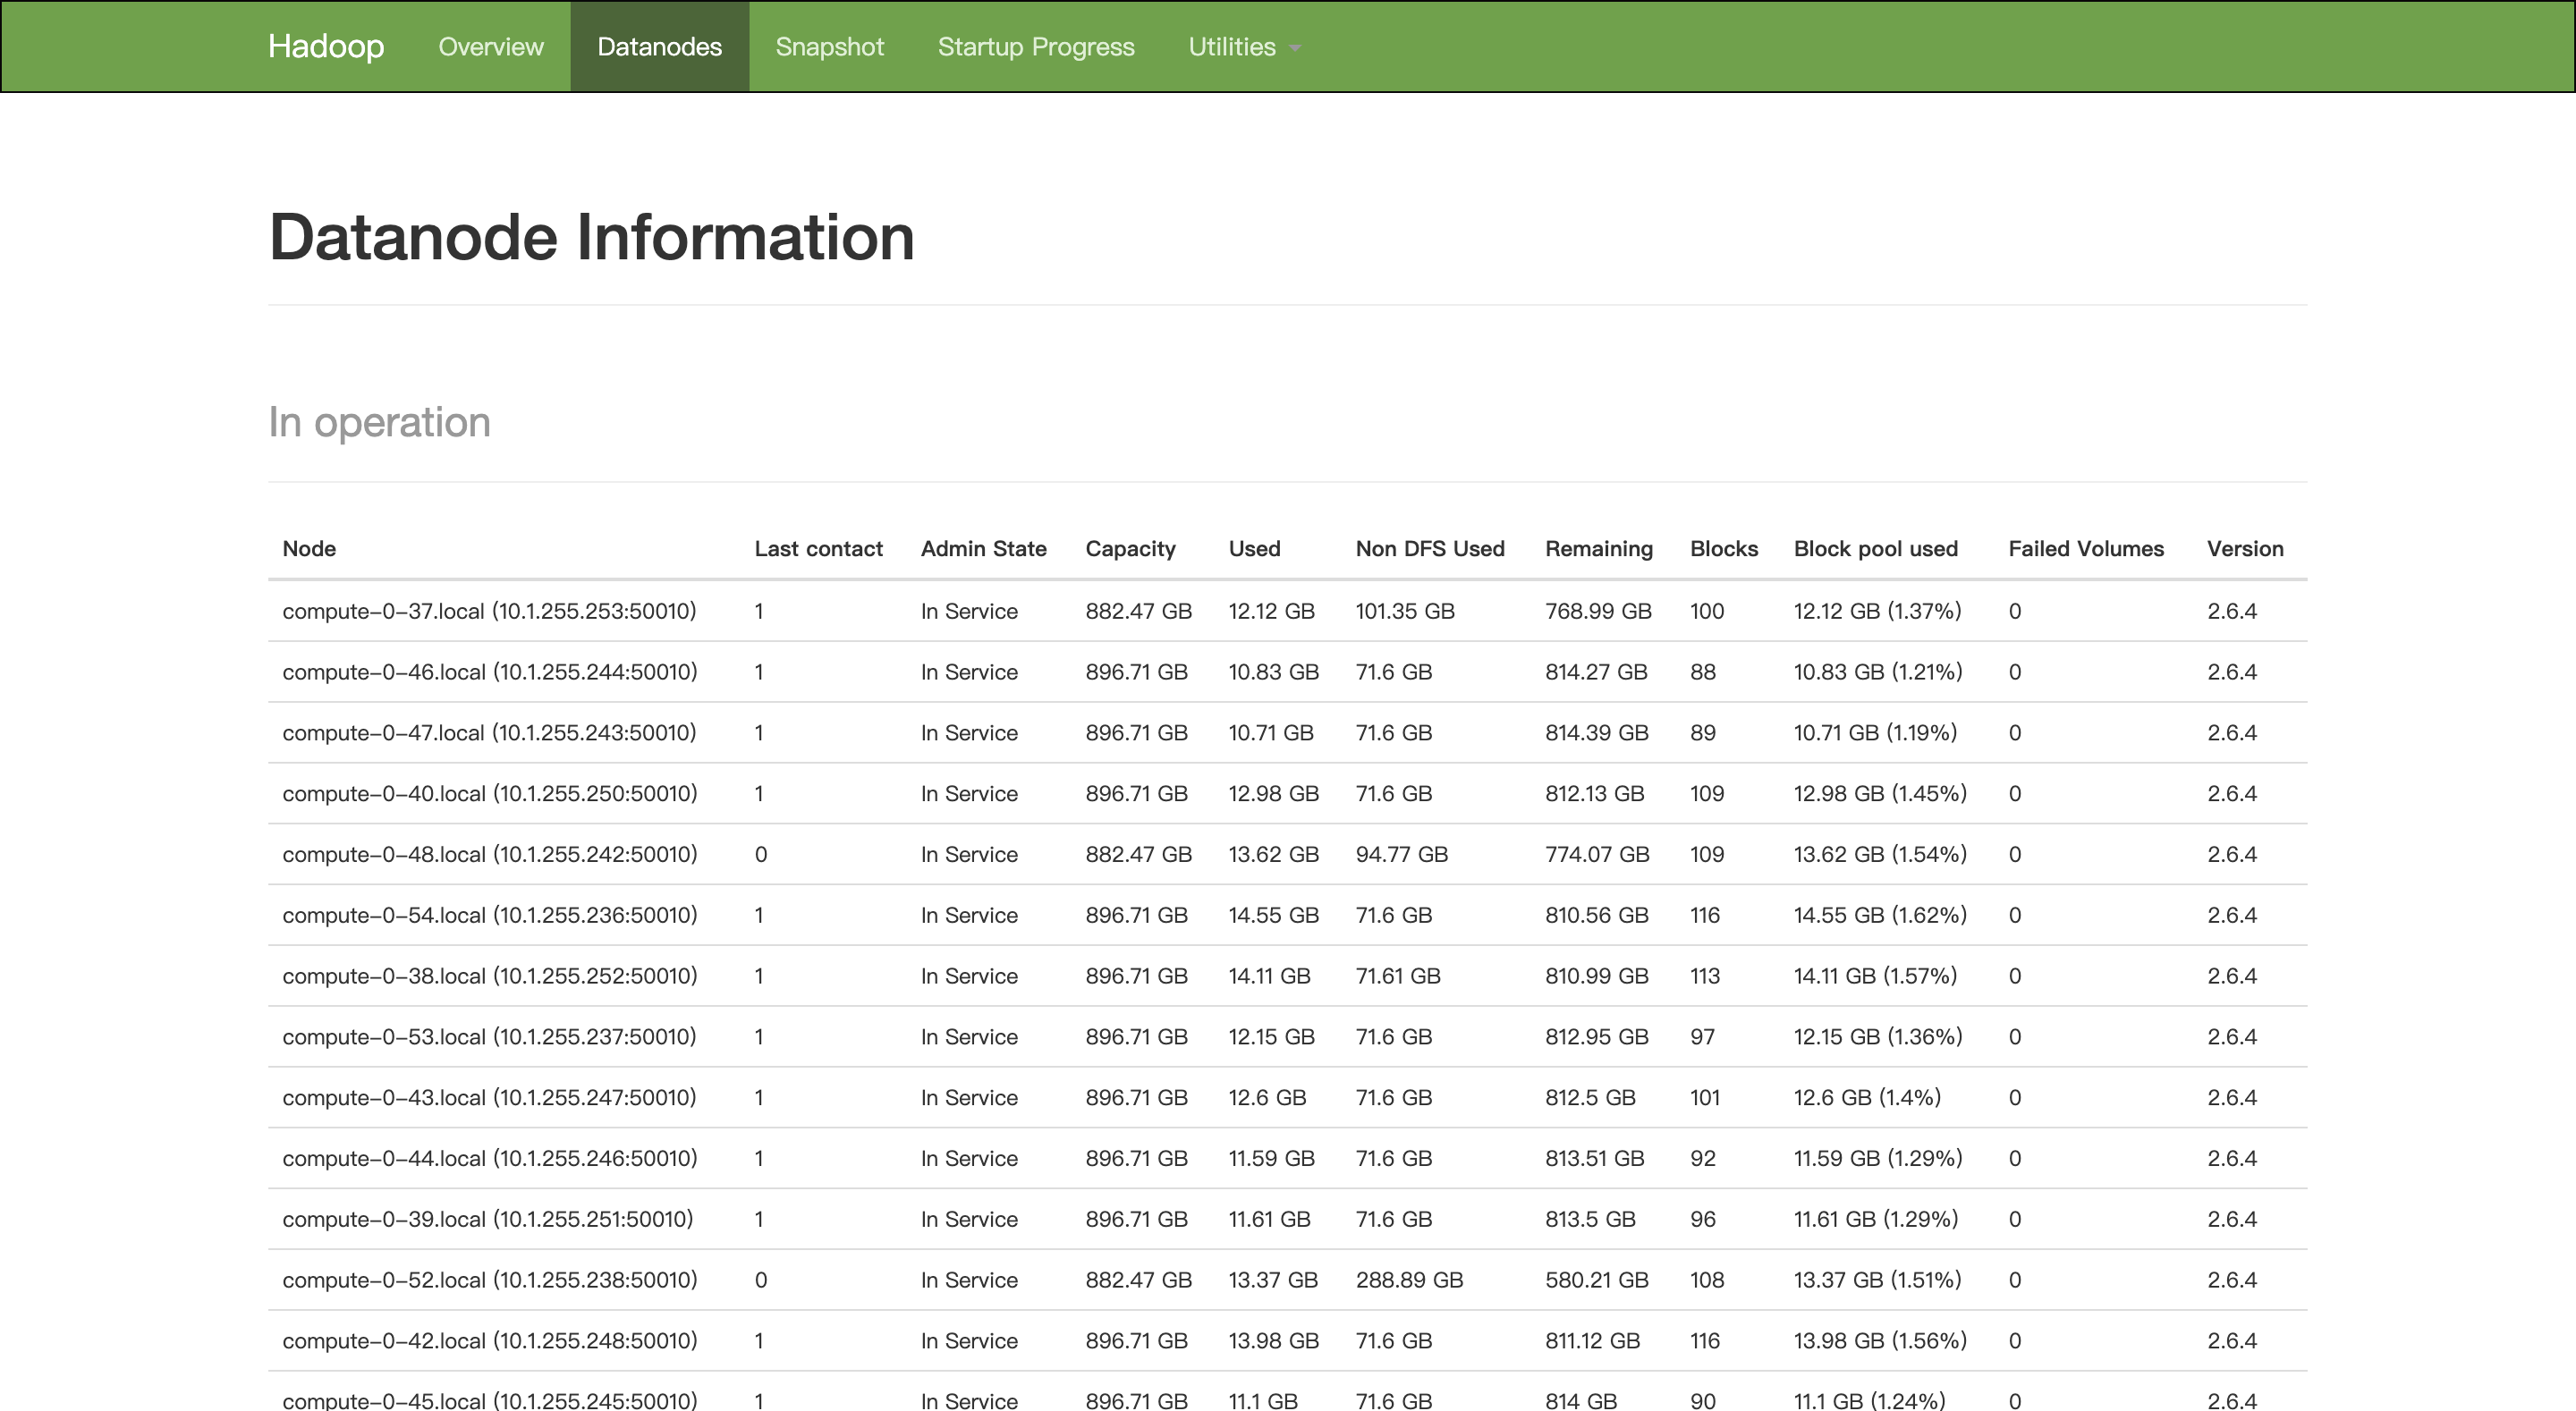 Hadoop Overview Datanodes Snapshot Startup Progress Utilities
Datanode Information
In operation
Node Last contact Admin State Capacity Used Non DFS Used Remaining Blocks Block pool used Failed Volumes Version
compute-0-37.local (10.1.255.253:50010) 1 In Service 882.47 GB 12.12 GB 101.35 GB 768.99 GB 100 12.12 GB (1.37%) 0 2.6.4
compute-0-46.local (10.1.255.244:50010) 1 In Service 896.71 GB 10.83 GB 71.6 GB 814.27 GB 88 10.83 GB (1.21%) 0 2.6.4
compute-0-47.local (10.1.255.243:50010) 1 In Service 896.71 GB 10.71 GB 71.6 GB 814.39 GB 89 10.71 GB (1.19%) 0 2.6.4
compute-0-40.local (10.1.255.250:50010) 1 In Service 896.71 GB 12.98 GB 71.6 GB 812.13 GB 109 12.98 GB (1.45%) 0 2.6.4
compute-0-48.local (10.1.255.242:50010) 0 In Service 882.47 GB 13.62 GB 94.77 GB 774.07 GB 109 13.62 GB (1.54%) 0 2.6.4
compute-0-54.local (10.1.255.236:50010) 1 In Service 896.71 GB 14.55 GB 71.6 GB 810.56 GB 116 14.55 GB (1.62%) 0 2.6.4
compute-0-38.local (10.1.255.252:50010) 1 In Service 896.71 GB 14.11 GB 71.61 GB 810.99 GB 113 14.11 GB (1.57%) 0 2.6.4
compute-0-53.local (10.1.255.237:50010) 1 In Service 896.71 GB 12.15 GB 71.6 GB 812.95 GB 97 12.15 GB (1.36%) 0 2.6.4
compute-0-43.local (10.1.255.247:50010) 1 In Service 896.71 GB 12.6 GB 71.6 GB 812.5 GB 101 12.6 GB (1.4%) 0 2.6.4
compute-0-44.local (10.1.255.246:50010) 1 In Service 896.71 GB 11.59 GB 71.6 GB 813.51 GB 92 11.59 GB (1.29%) 0 2.6.4
compute-0-39.local (10.1.255.251:50010) 1 In Service 896.71 GB 11.61 GB 71.6 GB 813.5 GB 96 11.61 GB (1.29%) 0 2.6.4
compute-0-52.local (10.1.255.238:50010) 0 In Service 882.47 GB 13.37 GB 288.89 GB 580.21 GB 108 13.37 GB (1.51%) 0 2.6.4
compute-0-42.local (10.1.255.248:50010) 1 In Service 896.71 GB 13.98 GB 71.6 GB 811.12 GB 116 13.98 GB (1.56%) 0 2.6.4
compute-0-45.local (10.1.255.245:50010) 1 In Service 896.71 GB 11.1 GB 71.6 GB 814 GB 90 11.1 GB (1.24%) 0 2.6.4